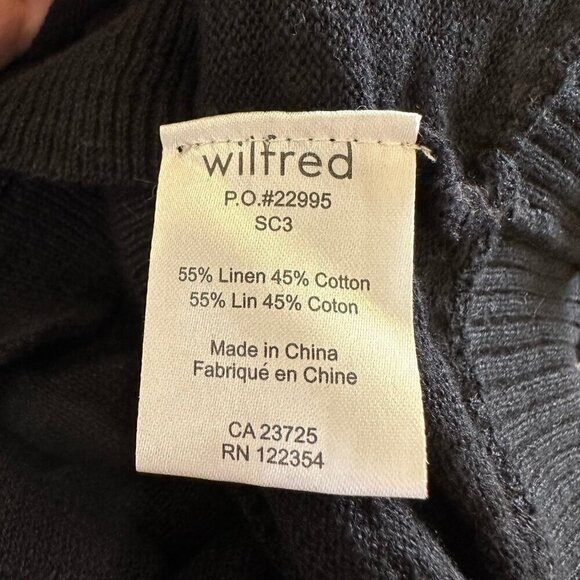 wilfred
P.O.#22995
SC3
55% Linen 45% Cotton
55% Lin 45% Coton
Made in China
Fabriqué en Chine
CA 23725
RN 122354